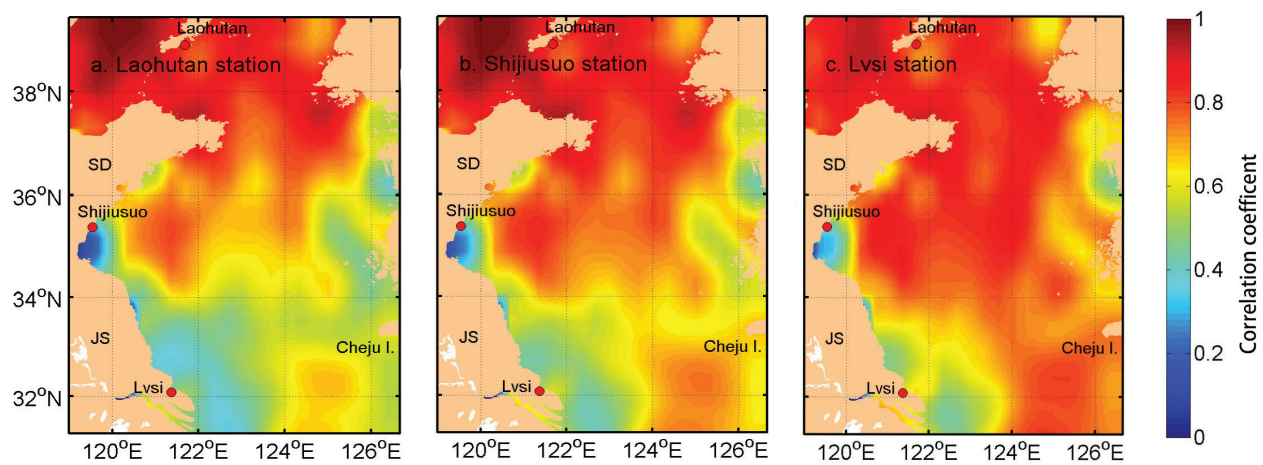 Laohutan
a. Laohutan station
38°N
SD
36°N
Shijiusuo
34°N
JS
Cheju I.
Lvsi
32°N
120°E 122°E 124°E 126°E
Laohutan
b. Shijiusuo station
SD
Shijiusuo
JS
Cheju I.
Lvsi
120°E 122°E 124°E 126°E
Laohutan
c. Lvsi station
SD
Shijiusuo
JS
Cheju I.
Lvsi
120°E 122°E 124°E 126°E
1
0.8
0.6
0.4
0.2
0
Correlation coefficent